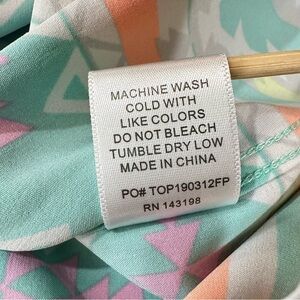 MACHINE WASH
COLD WITH
LIKE COLORS
DO NOT BLEACH
TUMBLE DRY LOW
MADE IN CHINA
PO# TOP190312FP
RN 143198